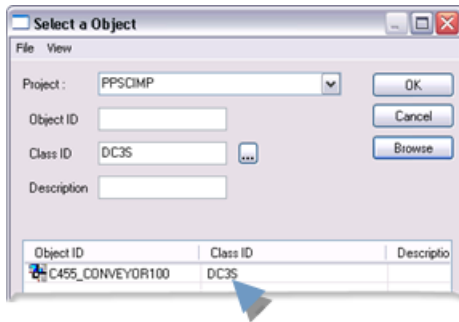 Select a Object
File View
Project : PPSCIMP OK
Object ID Cancel
Class ID DC3S ... Browse
Description
Object ID Class ID Descriptio
C455_CONVEYOR100 DC3S